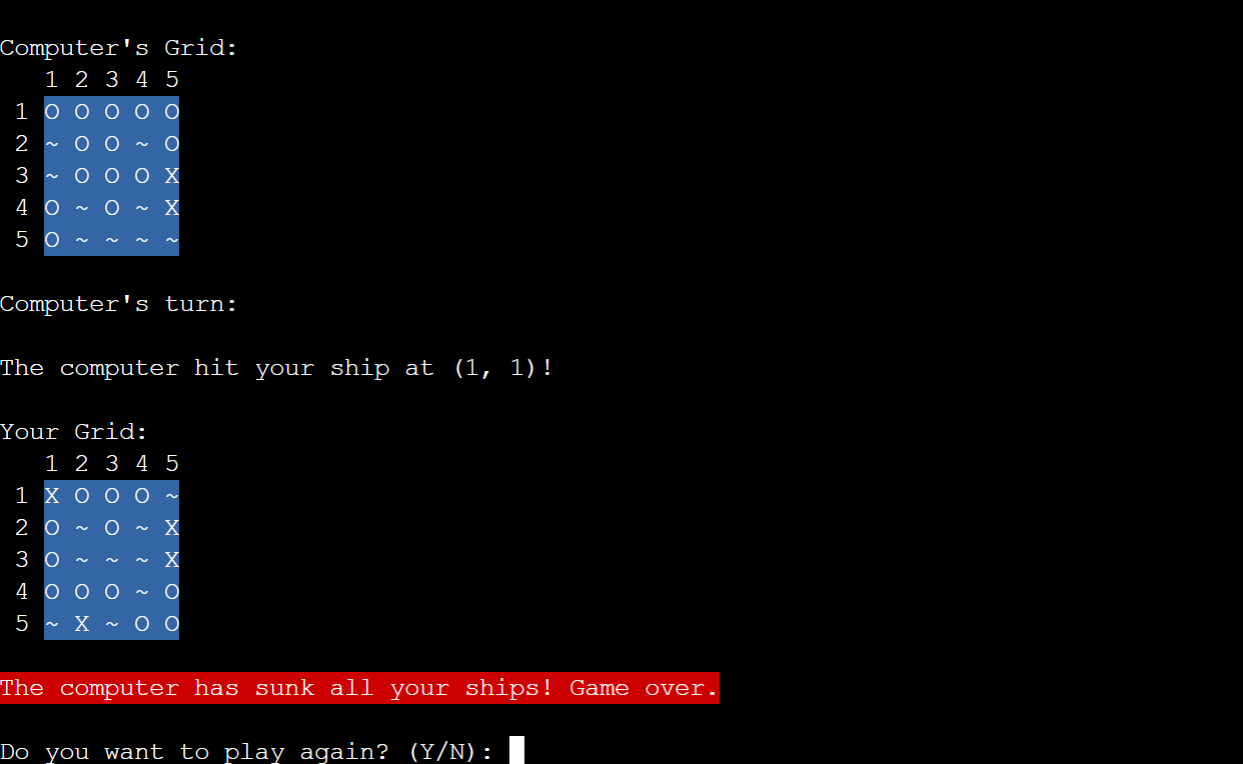 Computer's Grid:
   1 2 3 4 5
 1 O O O O O
 2 ~ O O ~ O
 3 ~ O O O X
 4 O ~ O ~ X
 5 O ~ ~ ~ ~
Computer's turn:
The computer hit your ship at (1, 1)!
Your Grid:
   1 2 3 4 5
 1 X O O O ~
 2 O ~ O ~ X
 3 O ~ ~ ~ X
 4 O O O ~ O
 5 ~ X ~ O O
The computer has sunk all your ships! Game over.
Do you want to play again? (Y/N):